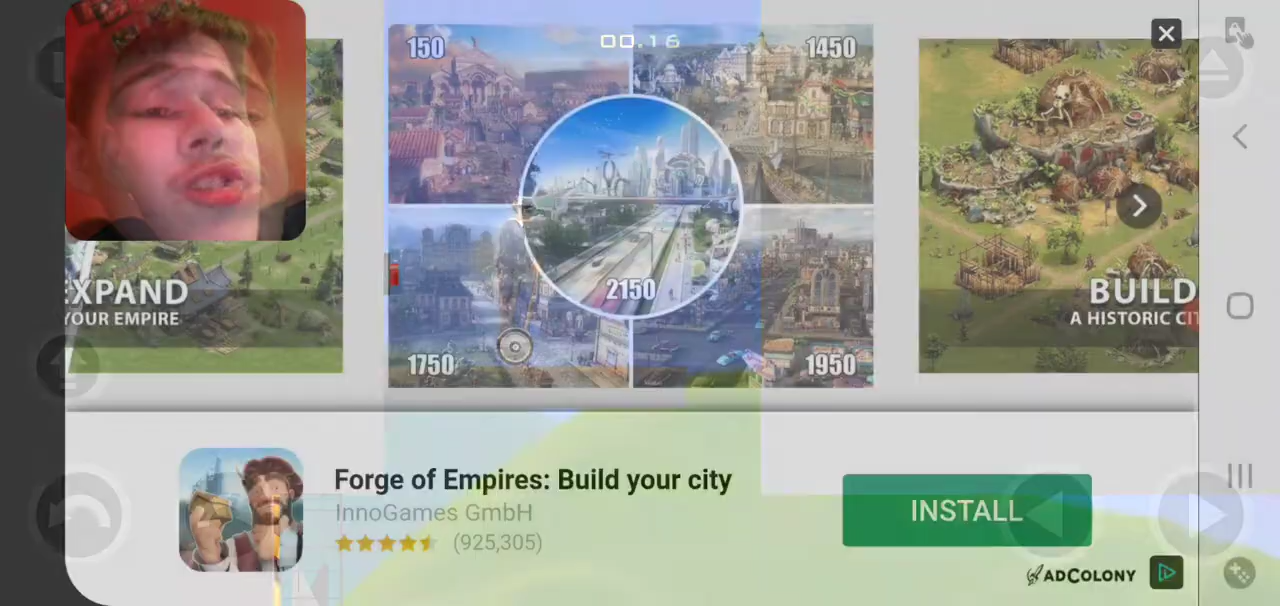 150
00.16
1450
2150
1750
1950
EXPAND
YOUR EMPIRE
BUILD
A HISTORIC CIT
Forge of Empires: Build your city
InnoGames GmbH
(925,305)
INSTALL
ADCOLONY